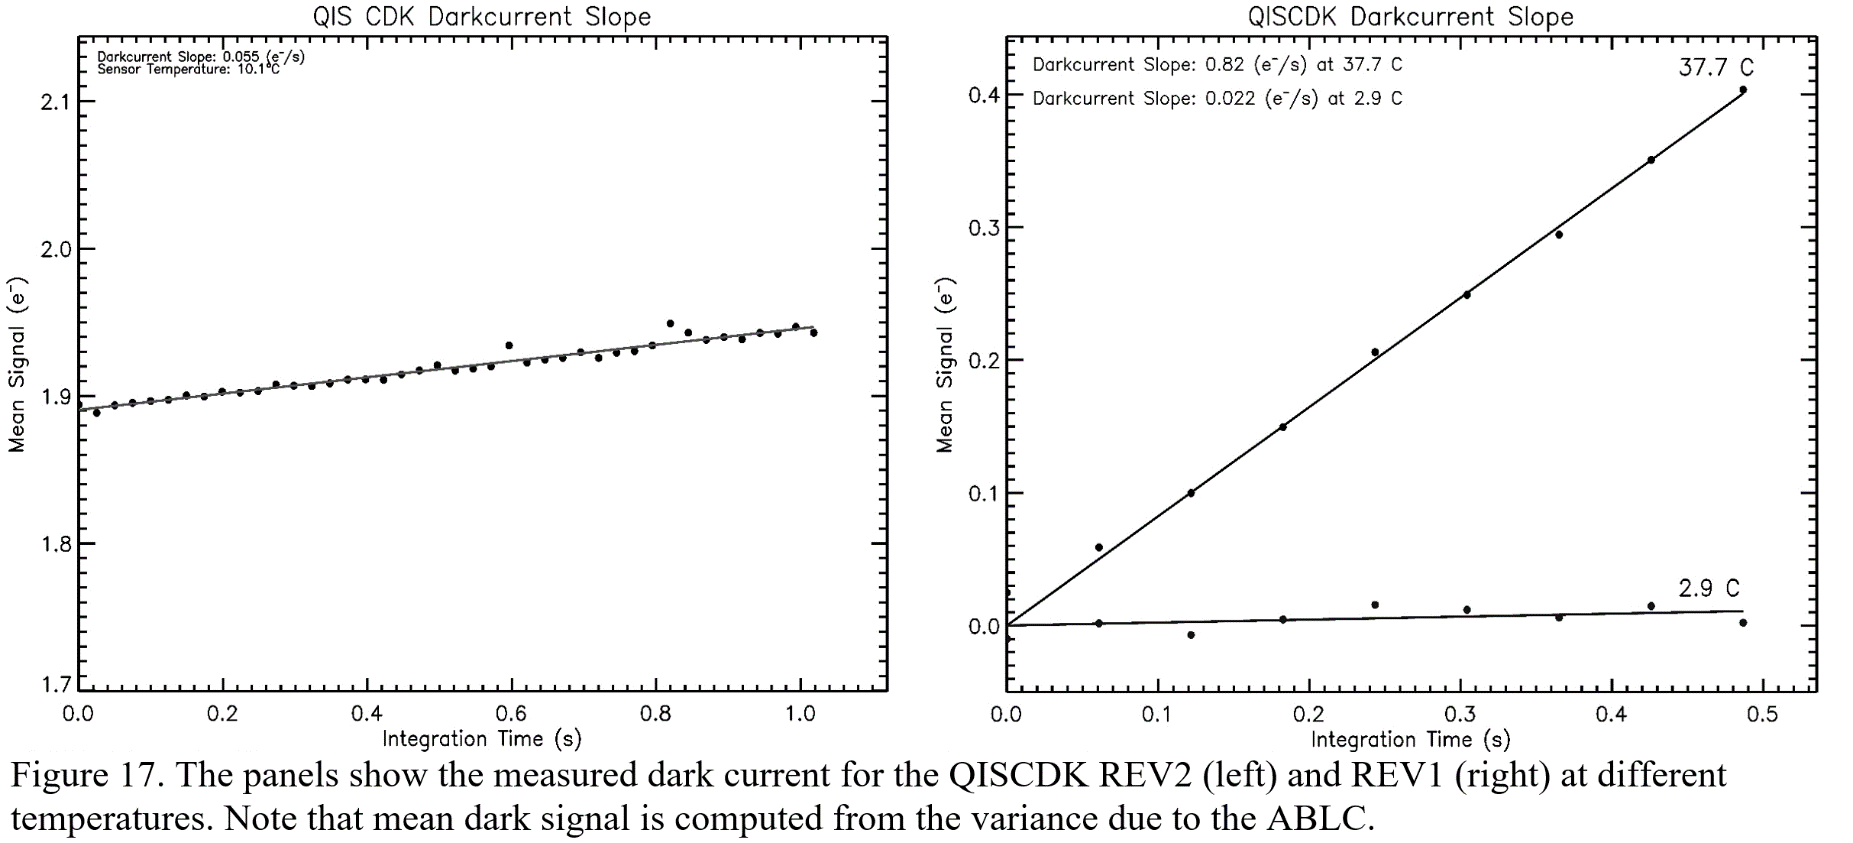 QIS CDK Darkcurrent Slope
Darkcurrent Slope: 0.055 (e⁻/s)
Sensor Temperature: 10.1°C
2.1
2.0
1.9
1.8
1.7
Mean Signal (e⁻)
0.0 0.2 0.4 0.6 0.8 1.0
Integration Time (s)
QISCDK Darkcurrent Slope
Darkcurrent Slope: 0.82 (e⁻/s) at 37.7 C
Darkcurrent Slope: 0.022 (e⁻/s) at 2.9 C
37.7 C
2.9 C
0.4
0.3
0.2
0.1
0.0
Mean Signal (e⁻)
0.0 0.1 0.2 0.3 0.4 0.5
Integration Time (s)
Figure 17. The panels show the measured dark current for the QISCDK REV2 (left) and REV1 (right) at different
temperatures. Note that mean dark signal is computed from the variance due to the ABLC.